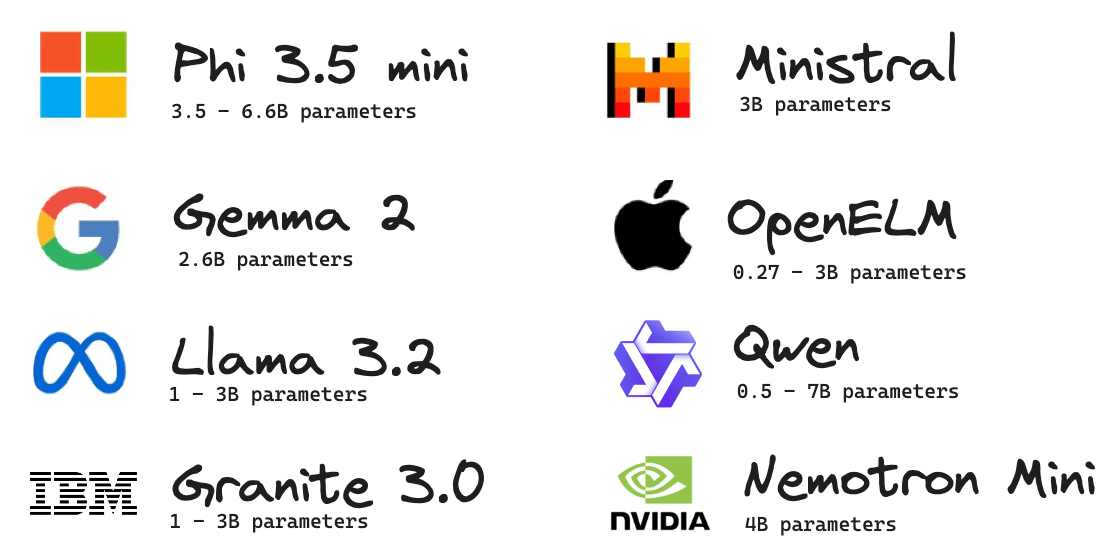 Phi 3.5 mini
3.5 – 6.6B parameters
Ministral
3B parameters
Gemma 2
2.6B parameters
OpenELM
0.27 – 3B parameters
Llama 3.2
1 – 3B parameters
Qwen
0.5 – 7B parameters
IBM
Granite 3.0
1 – 3B parameters
NVIDIA
Nemotron Mini
4B parameters